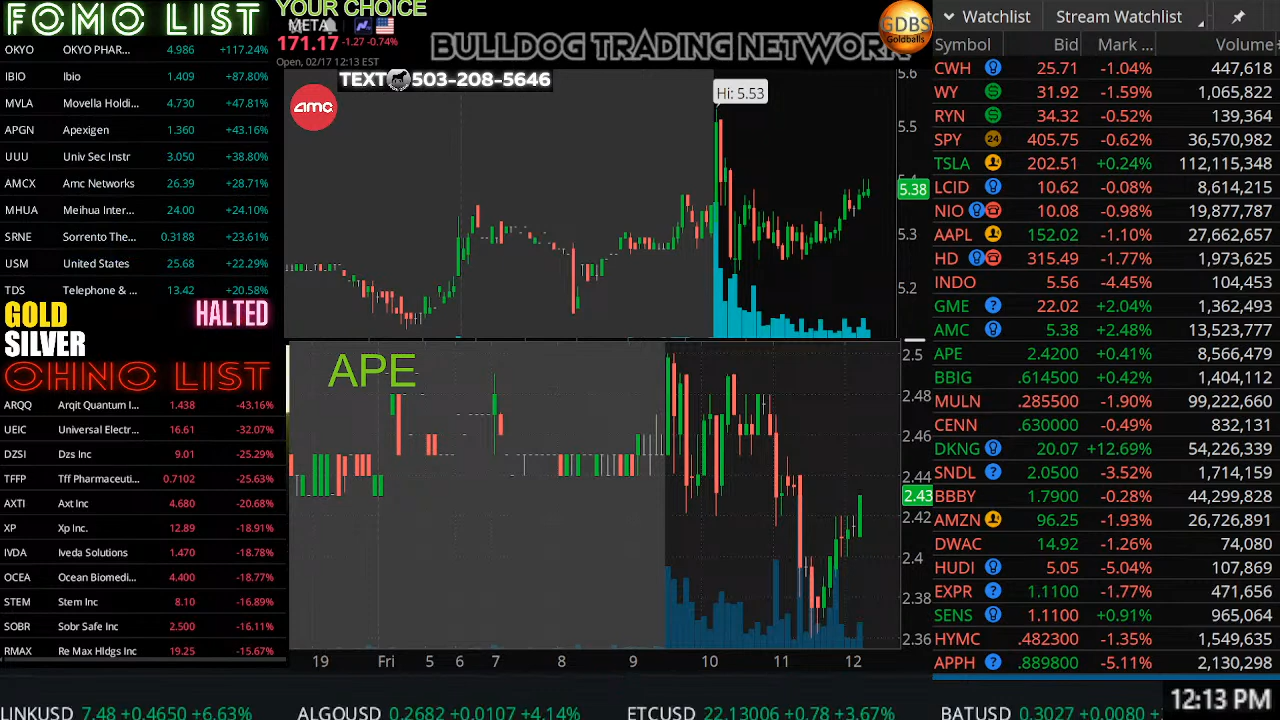 FOMO LIST
OKYO OKYO PHAR... 4.986 +117.24%
IBIO Ibio 1.409 +87.80%
MVLA Movella Holdi... 4.730 +47.81%
APGN Apexigen 1.360 +43.16%
UUU Univ Sec Instr 3.050 +38.80%
AMCX Amc Networks 26.39 +28.71%
MHUA Meihua Inter... 24.00 +24.10%
SRNE Sorrento The... 0.3188 +23.61%
USM United States 25.68 +22.29%
TDS Telephone & ... 13.42 +20.58%
GOLD HALTED
SILVER
OHNO LIST
ARQQ Arqit Quantum I... 1.438 -43.16%
UEIC Universal Electr... 16.61 -32.07%
DZSI Dzs Inc 9.01 -25.29%
TFFP Tff Pharmaceuti... 0.7102 -25.63%
AXTI Axt Inc 4.680 -20.68%
XP Xp Inc. 12.89 -18.91%
IVDA Iveda Solutions 1.470 -18.78%
OCEA Ocean Biomedi... 4.400 -18.77%
STEM Stem Inc 8.10 -16.89%
SOBR Sobr Safe Inc 2.500 -16.11%
RMAX Re Max Hldgs Inc 19.25 -15.67%
YOUR CHOICE
META
171.17 -1.27 -0.74%
Open, 02/17 12:13 EST
BULLDOG TRADING NETWORK
GDBS
Goldballs
TEXT 503-208-5646
amc
Hi: 5.53
5.6
5.5
5.4
5.38
5.3
5.2
APE
2.5
2.48
2.46
2.44
2.43
2.42
2.4
2.38
2.36
19 Fri 5 6 7 8 9 10 11 12
Watchlist Stream Watchlist
Symbol Bid Mark ... Volume
CWH 25.71 -1.04% 447,618
WY 31.92 -1.59% 1,065,822
RYN 34.32 -0.52% 139,364
SPY 24 405.75 -0.62% 36,570,982
TSLA 202.51 +0.24% 112,115,348
LCID 10.62 -0.08% 8,614,215
NIO 10.08 -0.98% 19,877,787
AAPL 152.02 -1.10% 27,662,657
HD 315.49 -1.77% 1,973,625
INDO 5.56 -4.45% 104,453
GME ? 22.02 +2.04% 1,362,493
AMC 5.38 +2.48% 13,523,777
APE 2.4200 +0.41% 8,566,479
BBIG .614500 +0.42% 1,404,112
MULN .285500 -1.90% 99,222,660
CENN .630000 -0.49% 832,131
DKNG 20.07 +12.69% 54,226,339
SNDL ? 2.0500 -3.52% 1,714,159
BBBY 1.7900 -0.28% 44,299,828
AMZN 96.25 -1.93% 26,726,891
DWAC 14.92 -1.26% 74,080
HUDI 5.05 -5.04% 107,869
EXPR ? 1.1100 -1.77% 471,656
SENS 1.1100 +0.91% 965,064
HYMC .482300 -1.35% 1,549,635
APPH ? .889800 -5.11% 2,130,298
12:13 PM
LINKUSD 7.48 +0.4650 +6.63% ALGOUSD 0.2682 +0.0107 +4.14% ETCUSD 22.13006 +0.78 +3.67% BATUSD 0.3027 +0.0080